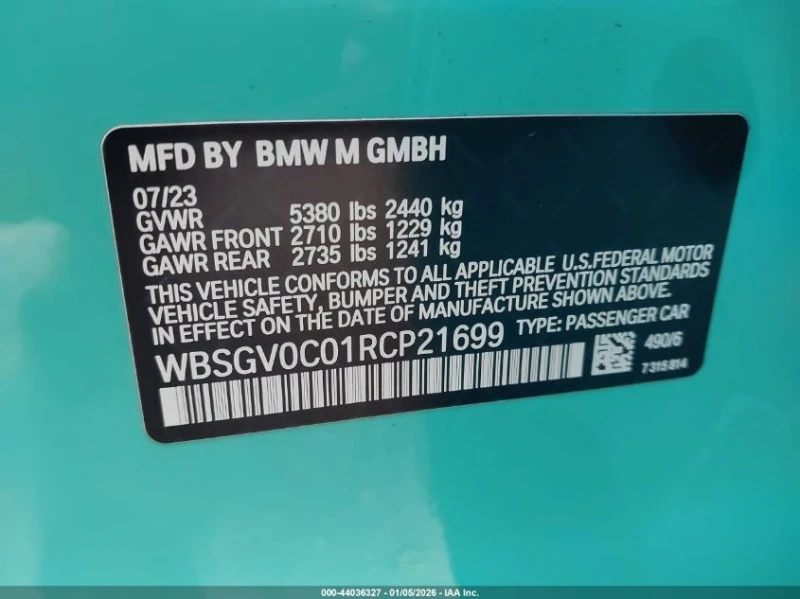 MFD BY BMW M GMBH
07/23
GVWR 5380 lbs 2440 kg
GAWR FRONT 2710 lbs 1229 kg
GAWR REAR 2735 lbs 1241 kg
THIS VEHICLE CONFORMS TO ALL APPLICABLE U.S.FEDERAL MOTOR
VEHICLE SAFETY, BUMPER AND THEFT PREVENTION STANDARDS
IN EFFECT ON THE DATE OF MANUFACTURE SHOWN ABOVE.
WBSGV0C01RCP21699 TYPE: PASSENGER CAR
490/6
7315814
000-44036327 - 01/05/2026 - IAA Inc.